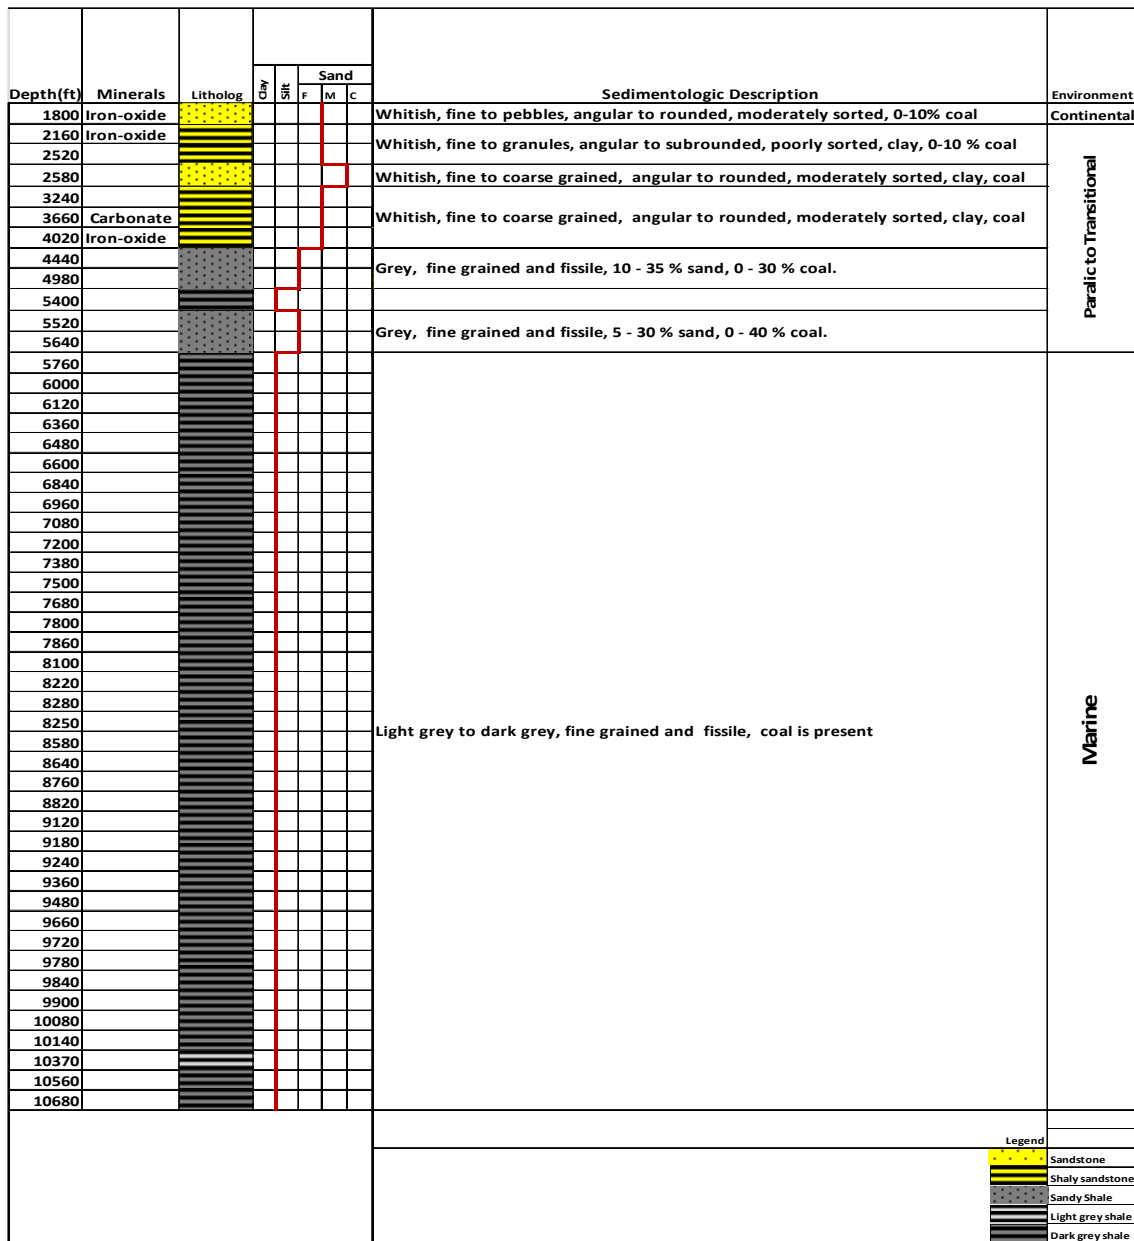 Sand
Clay
Silt
F M C
Depth(ft) Minerals Litholog Sedimentologic Description Environment
1800 Iron-oxide Whitish, fine to pebbles, angular to rounded, moderately sorted, 0-10% coal Continental
2160 Iron-oxide
Whitish, fine to granules, angular to subrounded, poorly sorted, clay, 0-10 % coal
2520
2580 Whitish, fine to coarse grained, angular to rounded, moderately sorted, clay, coal
3240
3660 Carbonate Whitish, fine to coarse grained, angular to rounded, moderately sorted, clay, coal
4020 Iron-oxide
Paralic to Transitional
4440
Grey, fine grained and fissile, 10 - 35 % sand, 0 - 30 % coal.
4980
5400
5520
Grey, fine grained and fissile, 5 - 30 % sand, 0 - 40 % coal.
5640
5760
6000
6120
6360
6480
6600
6840
6960
7080
7200
7380
7500
7680
7800
7860
8100
8220
8280
8250
Light grey to dark grey, fine grained and fissile, coal is present
Marine
8580
8640
8760
8820
9120
9180
9240
9360
9480
9660
9720
9780
9840
9900
10080
10140
10370
10560
10680
Legend
Sandstone
Shaly sandstone
Sandy Shale
Light grey shale
Dark grey shale